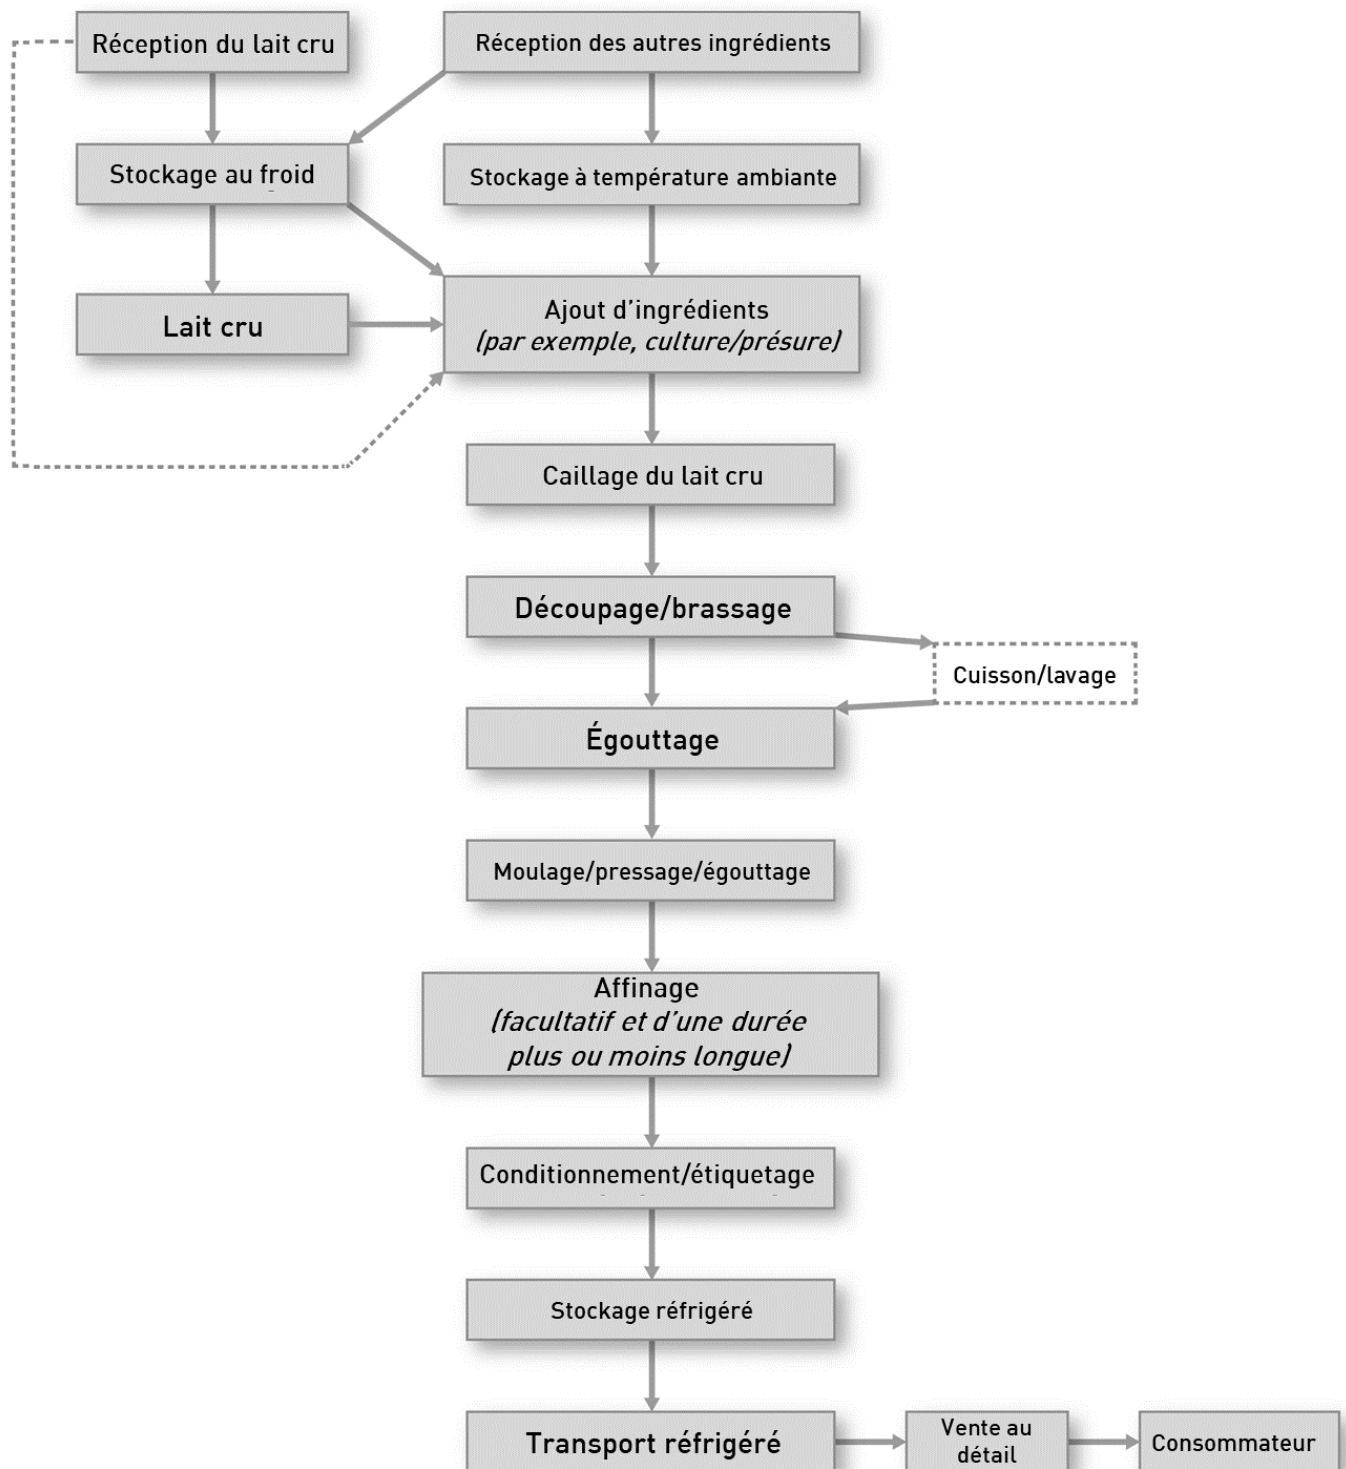 Réception du lait cru
Réception des autres ingrédients
Stockage au froid
Stockage à température ambiante
Lait cru
Ajout d'ingrédients
(par exemple, culture/présure)
Caillage du lait cru
Découpage/brassage
Cuisson/lavage
Égouttage
Moulage/pressage/égouttage
Affinage
(facultatif et d'une durée
plus ou moins longue)
Conditionnement/étiquetage
Stockage réfrigéré
Transport réfrigéré
Vente au
détail
Consommateur